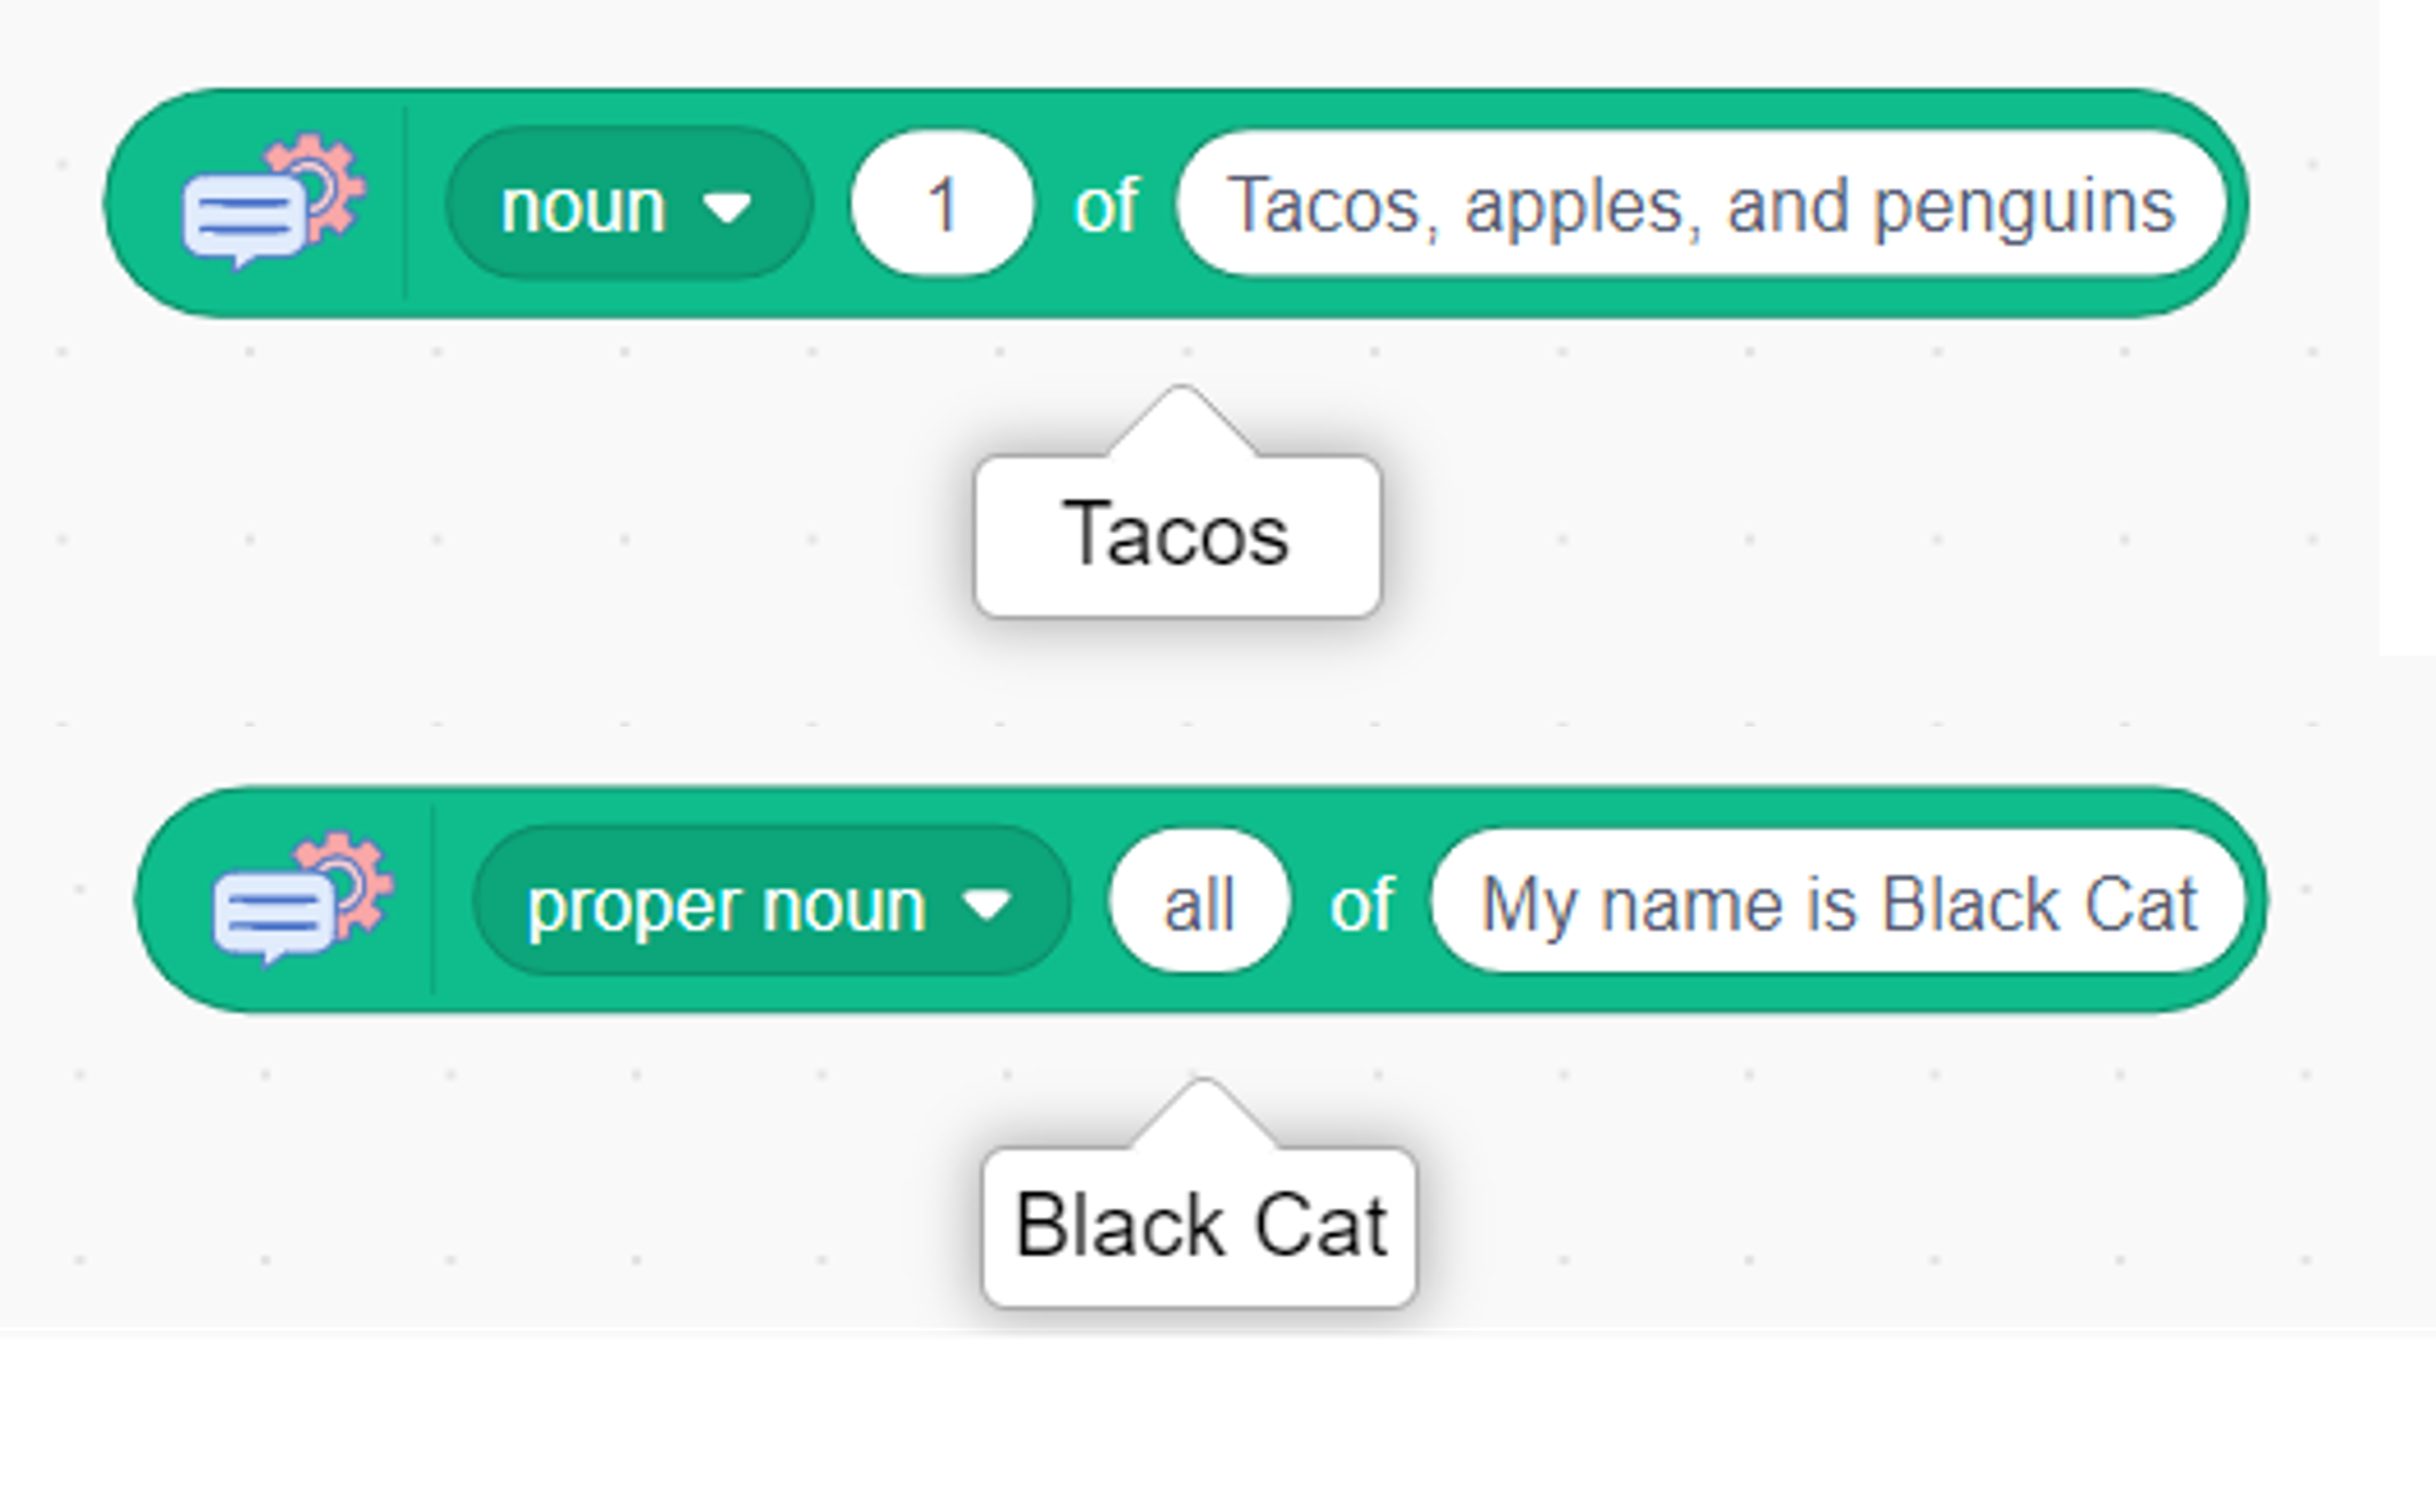 noun 1 of Tacos, apples, and penguins
Tacos
proper noun all of My name is Black Cat
Black Cat